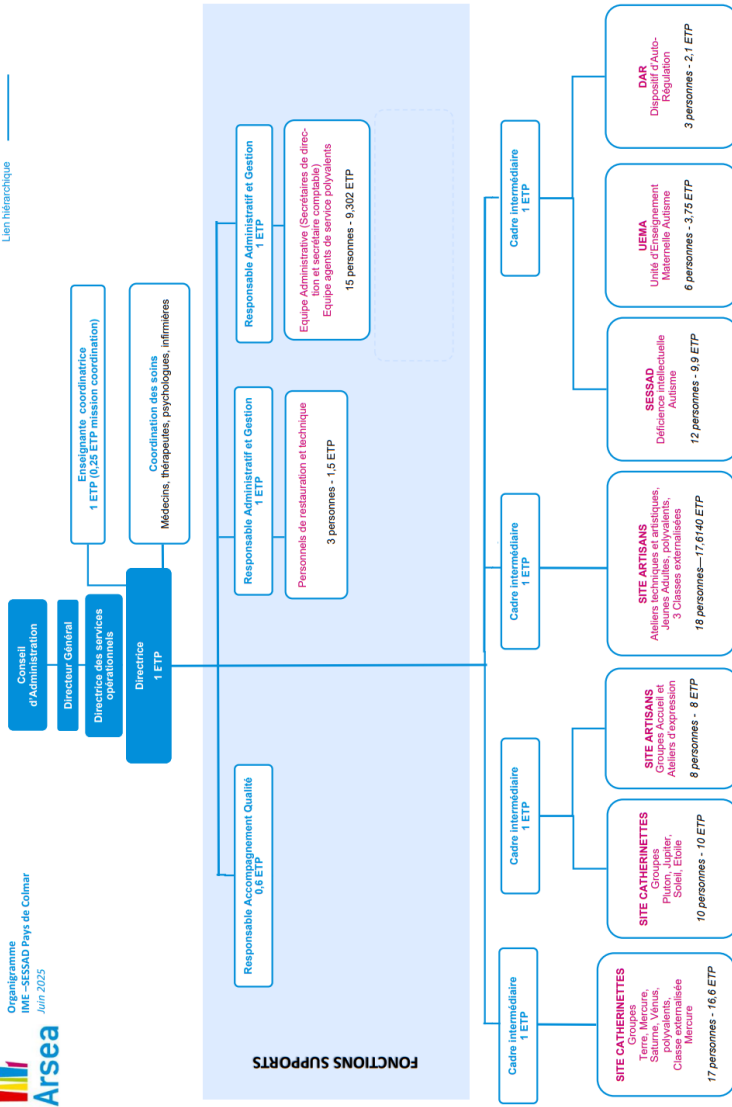 Arsea
Organigramme
IME –SESSAD Pays de Colmar
Juin 2025
Lien hiérarchique
Conseil
d'Administration
Directeur Général
Directrice des services
opérationnels
Directrice
1 ETP
Enseignante coordinatrice
1 ETP (0,25 ETP mission coordination)
Coordination des soins
Médecins, thérapeutes, psychologues, infirmières
FONCTIONS SUPPORTS
Responsable Accompagnement Qualité
0,6 ETP
Responsable Administratif et Gestion
1 ETP
Personnels de restauration et technique
3 personnes - 1,5 ETP
Responsable Administratif et Gestion
1 ETP
Equipe Administrative (Secrétaires de direc-
tion et secrétaire comptable)
Equipe agents de service polyvalents
15 personnes - 9,302 ETP
Cadre intermédiaire
1 ETP
SITE CATHERINETTES
Groupes
Terre, Mercure,
Saturne, Vénus,
polyvalents,
Classe externalisée
Mercure
17 personnes - 16,6 ETP
Cadre intermédiaire
1 ETP
SITE CATHERINETTES
Groupes
Pluton, Jupiter,
Soleil, Etoile
10 personnes - 10 ETP
SITE ARTISANS
Groupes Accueil et
Ateliers d'expression
8 personnes - 8 ETP
Cadre intermédiaire
1 ETP
SITE ARTISANS
Ateliers techniques et artistiques,
Jeunes Adultes, polyvalents,
3 Classes externalisées
18 personnes—17,6140 ETP
Cadre intermédiaire
1 ETP
SESSAD
Déficience intellectuelle
Autisme
12 personnes - 9,9 ETP
UEMA
Unité d'Enseignement
Maternelle Autisme
6 personnes - 3,75 ETP
DAR
Dispositif d'Auto-
Régulation
3 personnes - 2,1 ETP